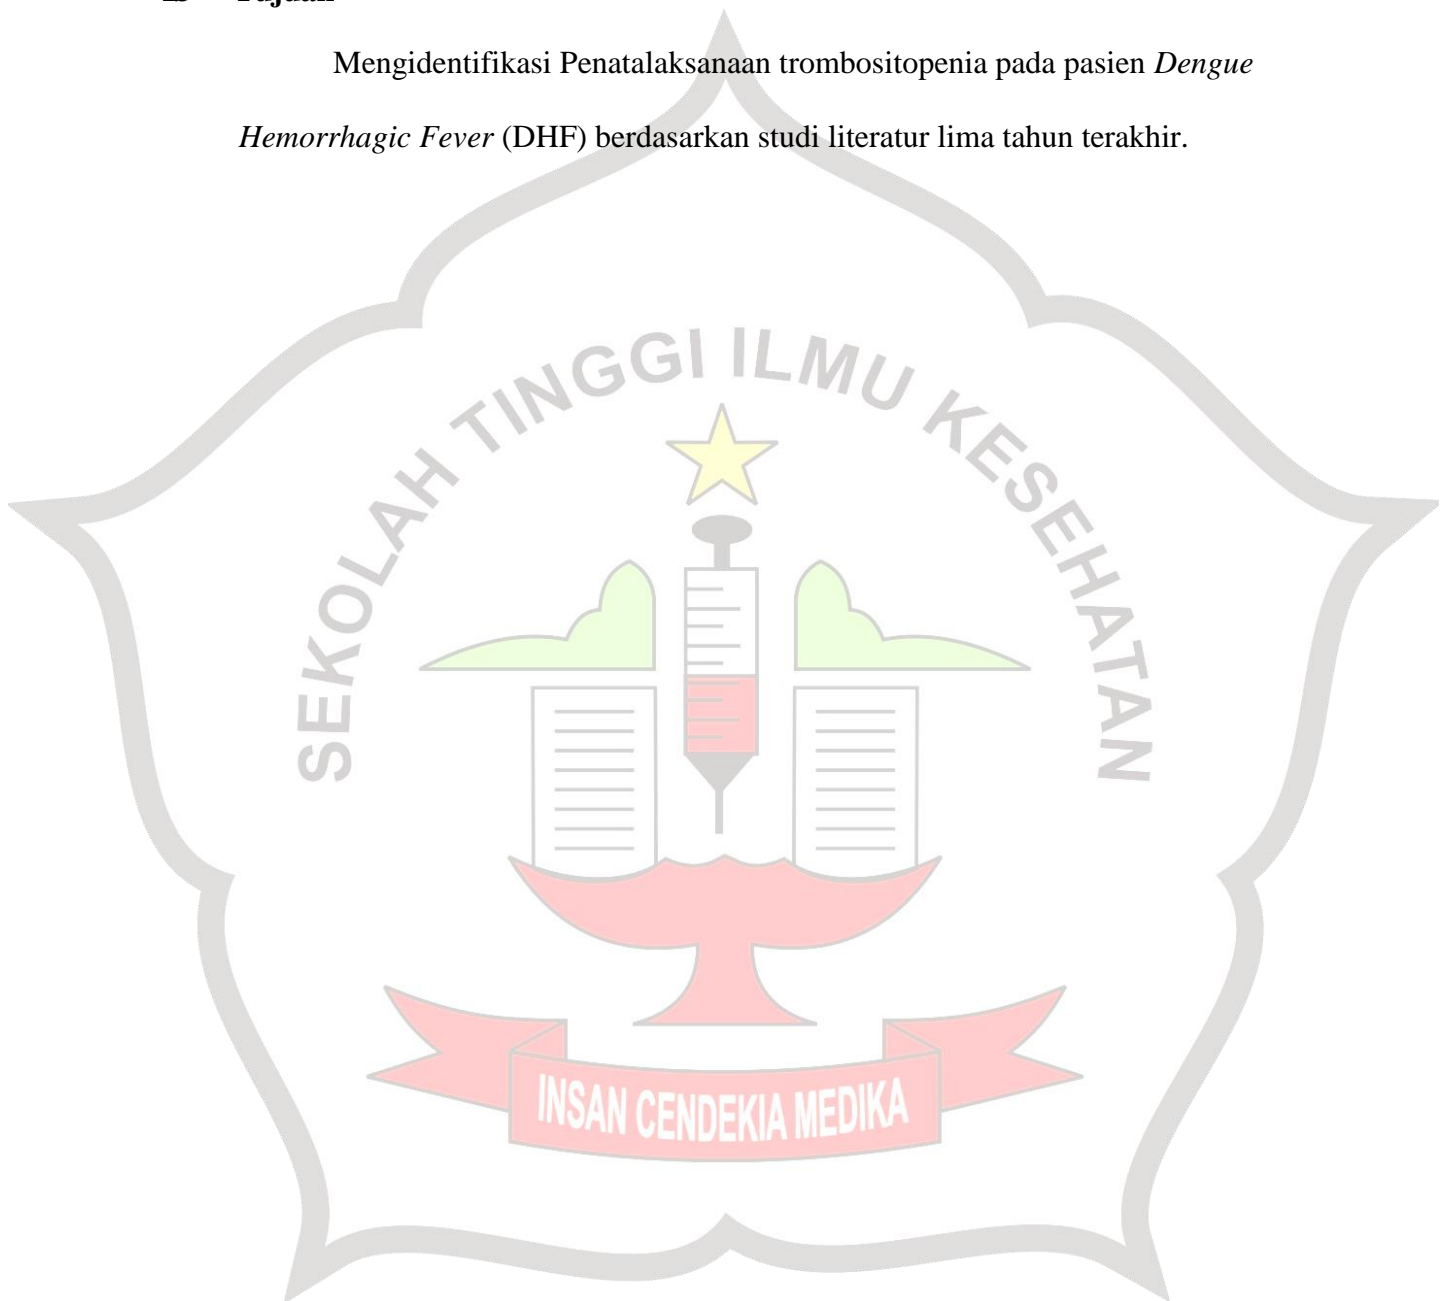 Tujuan
Mengidentifikasi Penatalaksanaan trombositopenia pada pasien Dengue
Hemorrhagic Fever (DHF) berdasarkan studi literatur lima tahun terakhir.
SEKOLAH TINGGI ILMU KESEHATAN
INSAN CENDEKIA MEDIKA